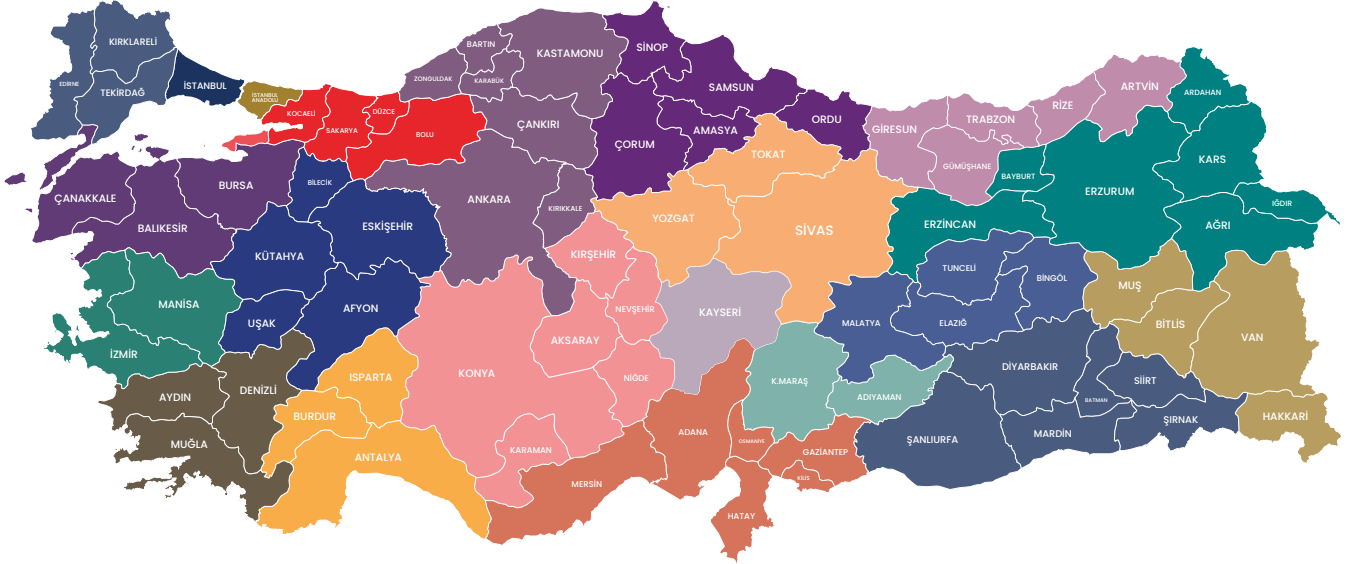 KIRKLARELİ
EDİRNE
TEKİRDAĞ
İSTANBUL
İSTANBUL
ANADOLU
KOCAELİ
SAKARYA
DÜZCE
BOLU
ZONGULDAK
BARTIN
KARABÜK
KASTAMONU
ÇANKIRI
SİNOP
SAMSUN
AMASYA
ÇORUM
ORDU
TOKAT
GİRESUN
TRABZON
GÜMÜŞHANE
RİZE
ARTVİN
ARDAHAN
KARS
BAYBURT
ERZURUM
IĞDIR
AĞRI
ERZİNCAN
ÇANAKKALE
BURSA
BALIKESİR
BİLECİK
ESKİŞEHİR
KÜTAHYA
ANKARA
KIRIKKALE
YOZGAT
SİVAS
KIRŞEHİR
MANİSA
İZMİR
UŞAK
AFYON
NEVŞEHİR
KAYSERİ
AKSARAY
KONYA
NİĞDE
KARAMAN
MALATYA
TUNCELİ
BİNGÖL
ELAZIĞ
MUŞ
BİTLİS
VAN
HAKKARİ
AYDIN
DENİZLİ
MUĞLA
ISPARTA
BURDUR
ANTALYA
MERSİN
ADANA
OSMANİYE
K.MARAŞ
ADIYAMAN
GAZİANTEP
KİLİS
HATAY
ŞANLIURFA
DİYARBAKIR
MARDİN
BATMAN
SİİRT
ŞIRNAK